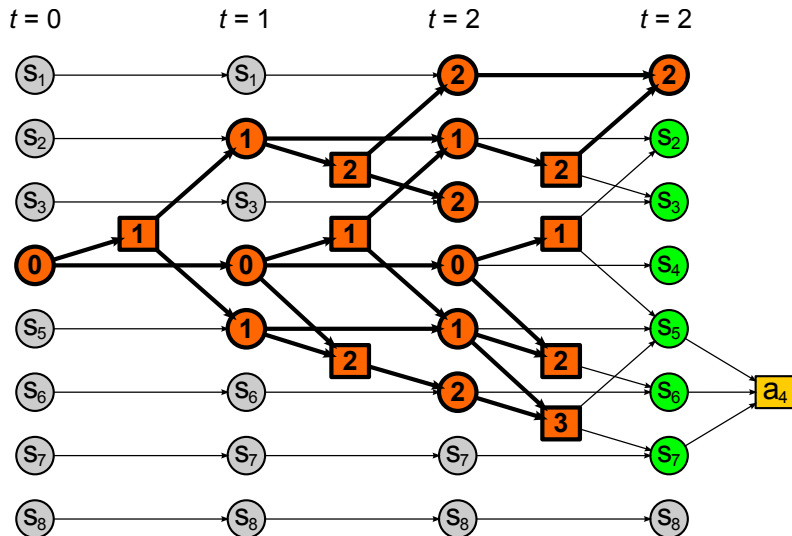 t = 0 t = 1 t = 2 t = 2
s₁ s₁ 2 2
s₂ 1 1 s₂
2 2
s₃ s₃ 2 s₃
1 1 1
0 0 0 s₄
s₅ 1 1 s₅
2 2
s₆ s₆ 2 s₆ a₄
3
s₇ s₇ s₇ s₇
s₈ s₈ s₈ s₈